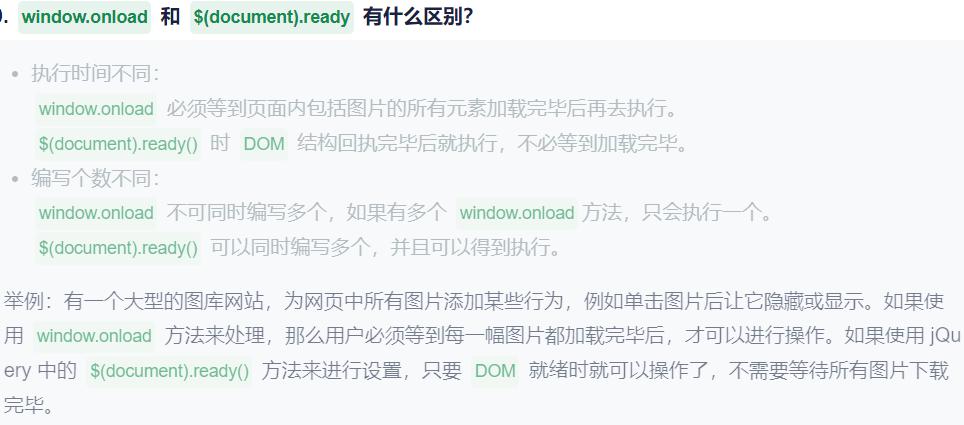 . window.onload 和 $(document).ready 有什么区别？
• 执行时间不同：
window.onload 必须等到页面内包括图片的所有元素加载完毕后再去执行。
$(document).ready() 时 DOM 结构回执完毕后就执行，不必等到加载完毕。
• 编写个数不同：
window.onload 不可同时编写多个，如果有多个 window.onload 方法，只会执行一个。
$(document).ready() 可以同时编写多个，并且可以得到执行。
举例：有一个大型的图库网站，为网页中所有图片添加某些行为，例如单击图片后让它隐藏或显示。如果使
用 window.onload 方法来处理，那么用户必须等到每一幅图片都加载完毕后，才可以进行操作。如果使用 jQu
ery 中的 $(document).ready() 方法来进行设置，只要 DOM 就绪时就可以操作了，不需要等待所有图片下载
完毕。